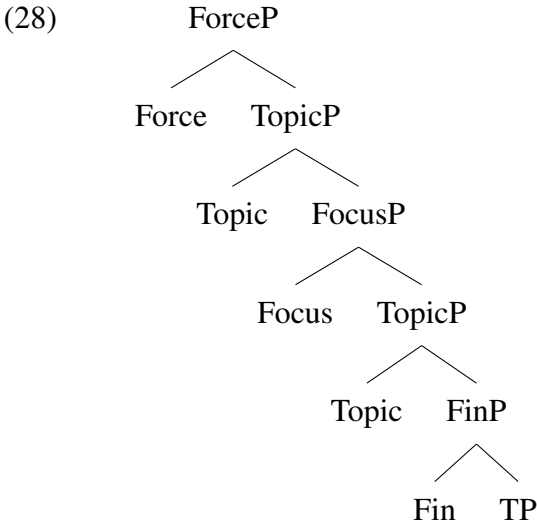 (28) ForceP
Force TopicP
Topic FocusP
Focus TopicP
Topic FinP
Fin TP